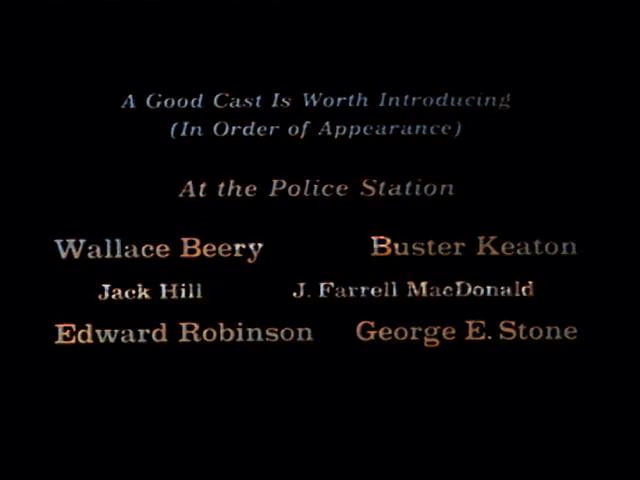 A Good Cast Is Worth Introducing
(In Order of Appearance)
At the Police Station
Wallace Beery Buster Keaton
Jack Hill J. Farrell MacDonald
Edward Robinson George E. Stone